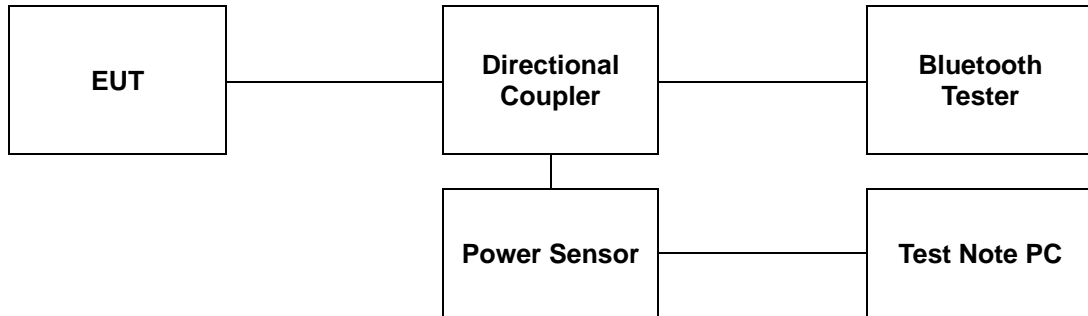 EUT
Directional
Coupler
Bluetooth
Tester
Power Sensor
Test Note PC